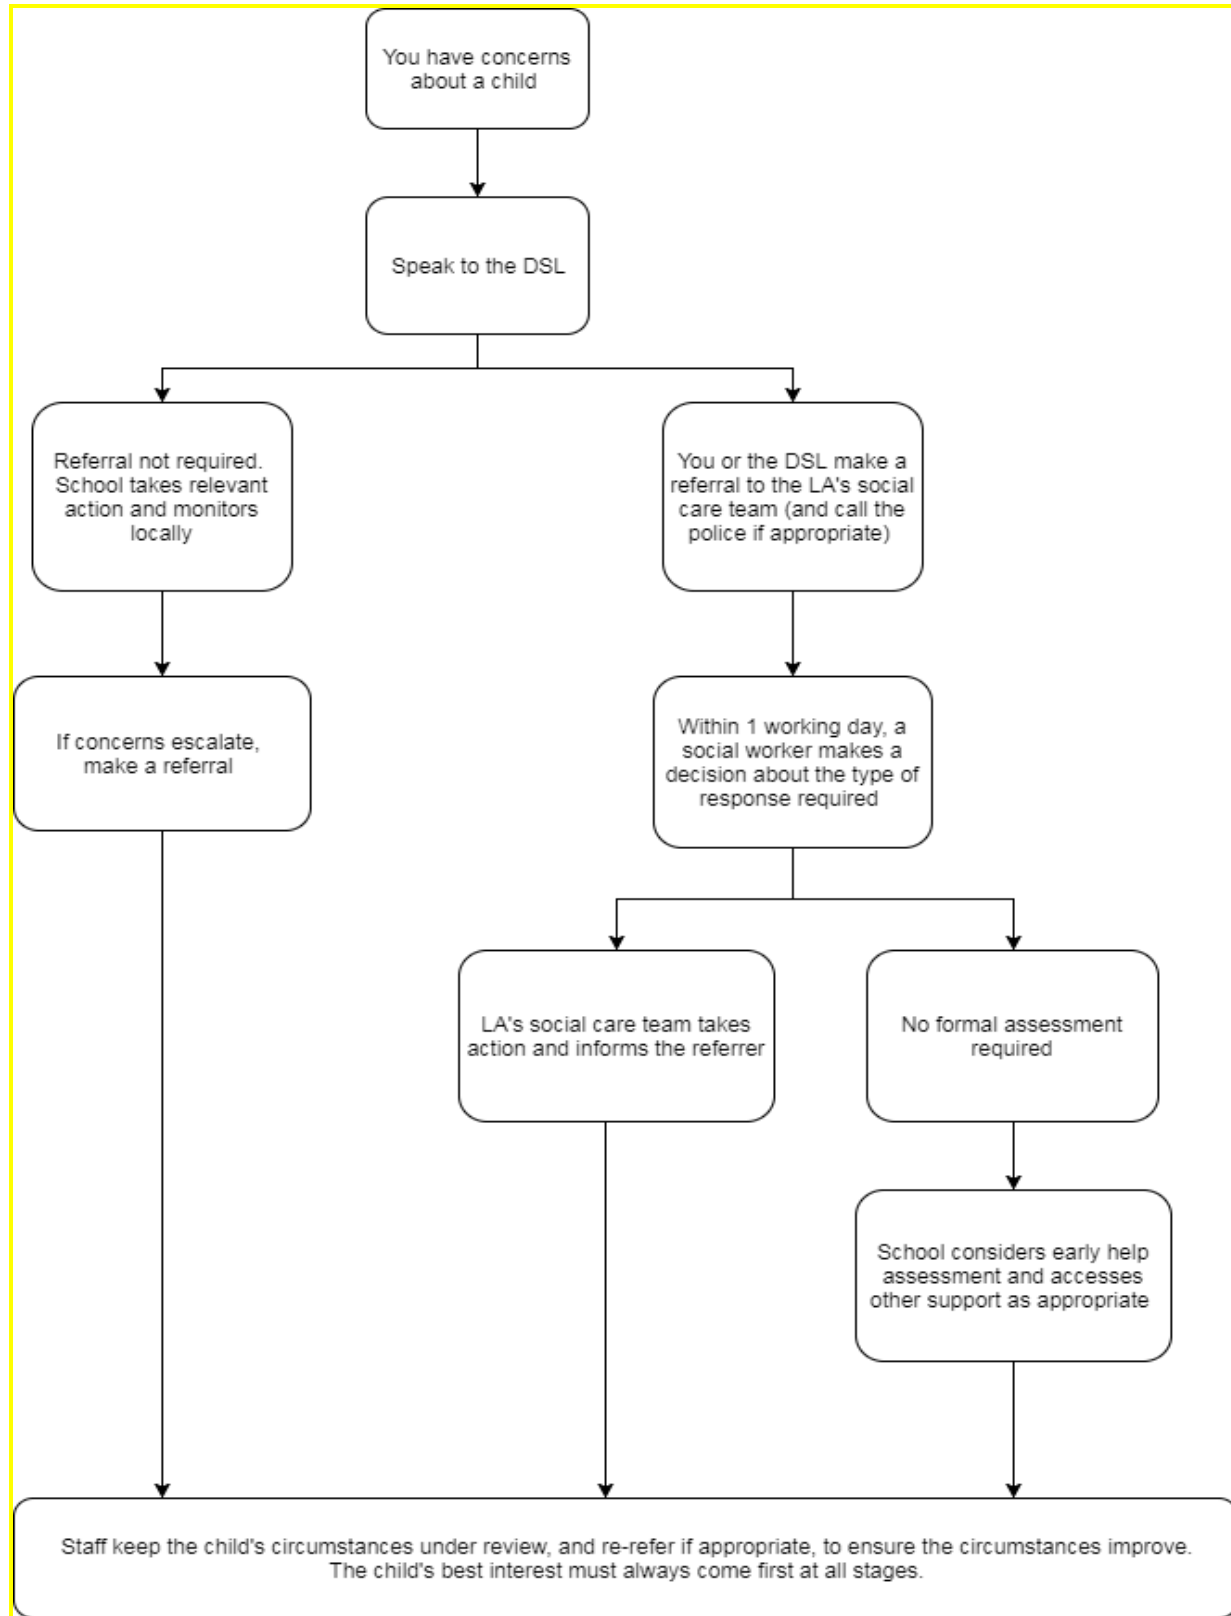 You have concerns
about a child
Speak to the DSL
Referral not required.
School takes relevant
action and monitors
locally
You or the DSL make a
referral to the LA's social
care team (and call the
police if appropriate)
If concerns escalate,
make a referral
Within 1 working day, a
social worker makes a
decision about the type of
response required
LA's social care team takes
action and informs the referrer
No formal assessment
required
School considers early help
assessment and accesses
other support as appropriate
Staff keep the child's circumstances under review, and re-refer if appropriate, to ensure the circumstances improve.
The child's best interest must always come first at all stages.